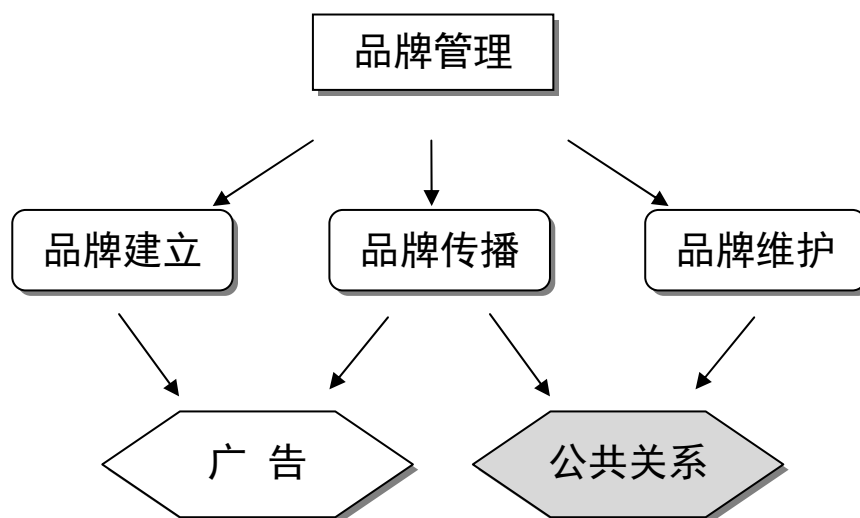 品牌管理
品牌建立
品牌传播
品牌维护
广 告
公共关系